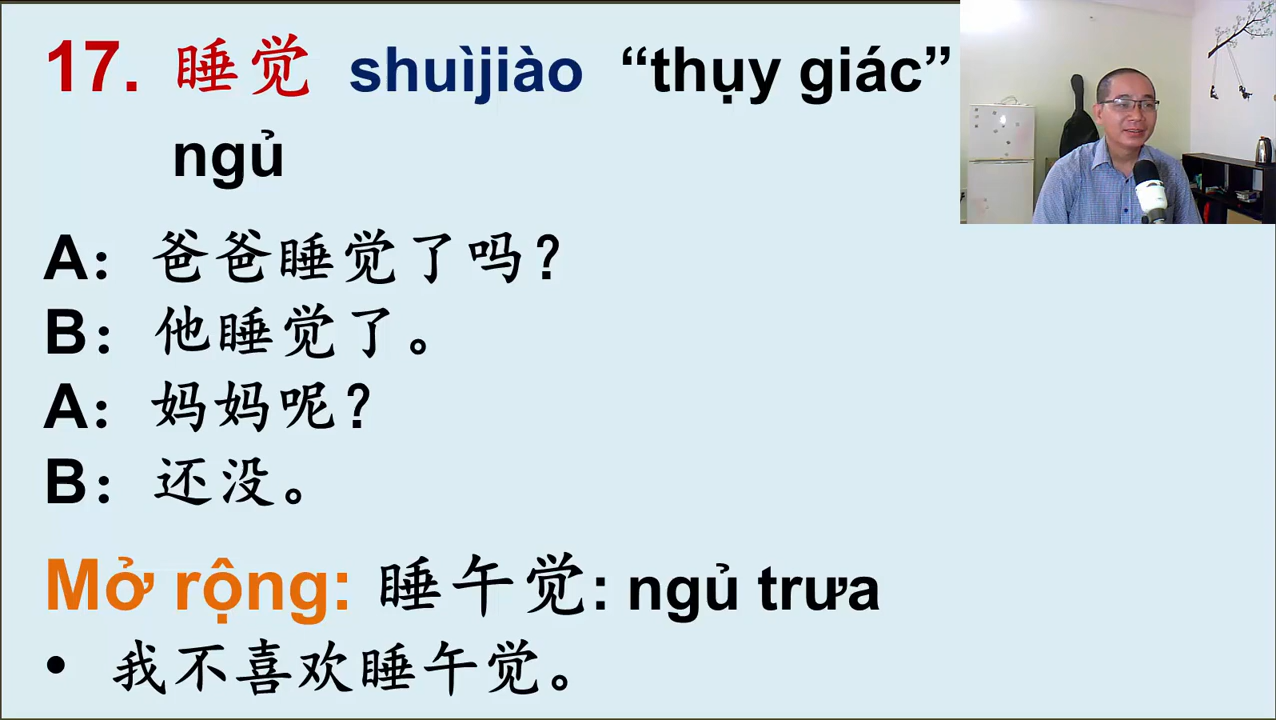 17. 睡觉 shuìjiào “thụy giác”
ngủ
A：爸爸睡觉了吗？
B：他睡觉了。
A：妈妈呢？
B：还没。
Mở rộng: 睡午觉: ngủ trưa
• 我不喜欢睡午觉。